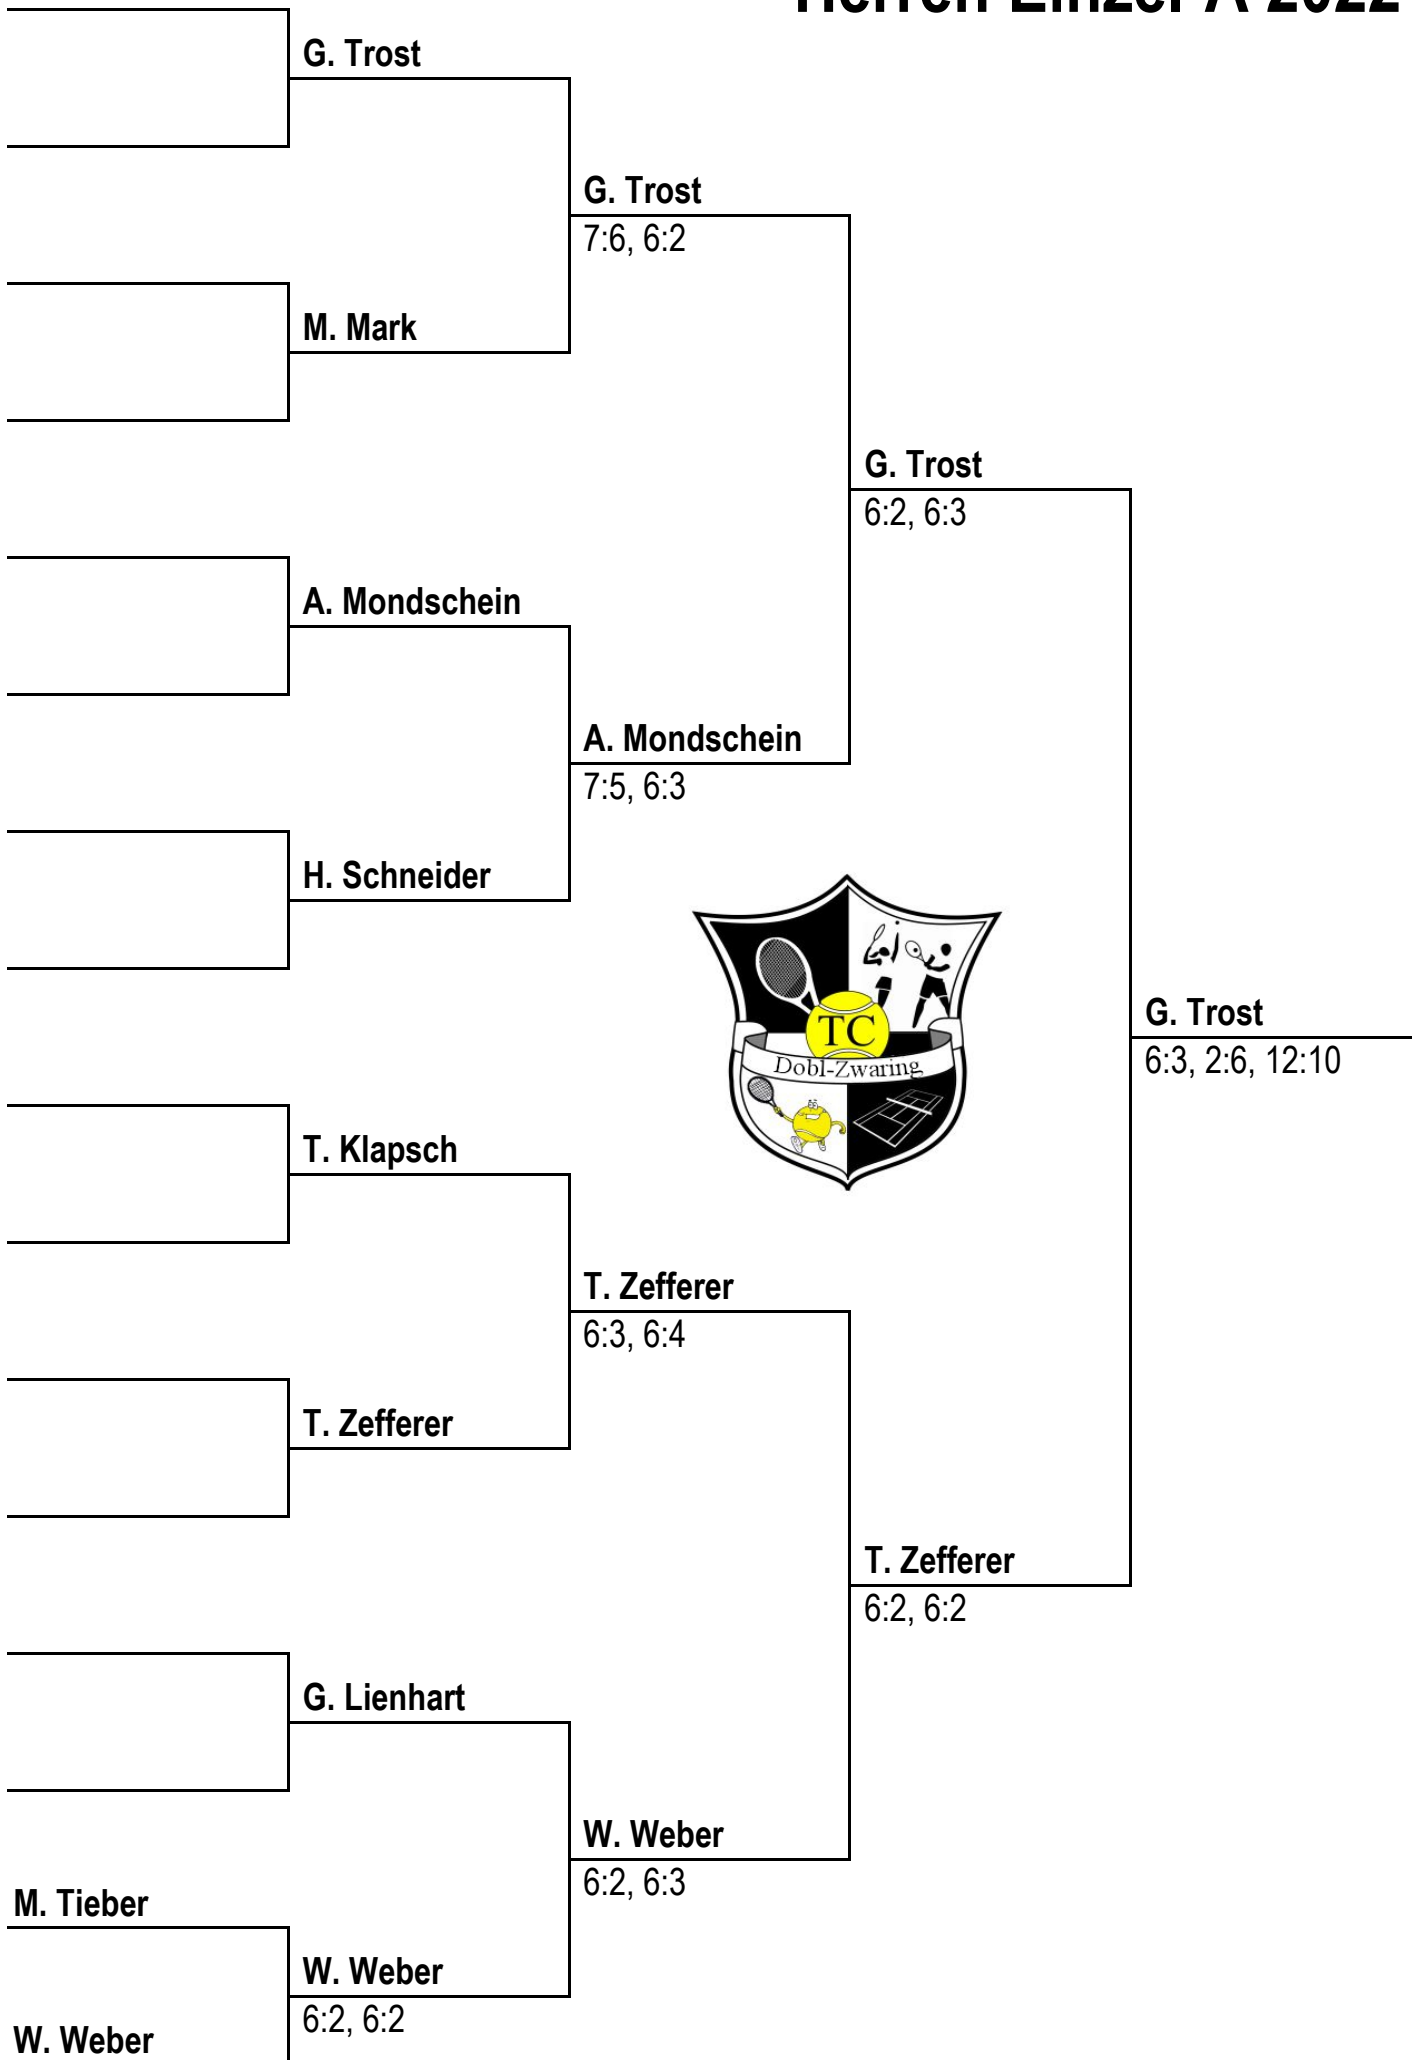 Herren Einzel A 2022
G. Trost
G. Trost
7:6, 6:2
M. Mark
G. Trost
6:2, 6:3
A. Mondschein
A. Mondschein
7:5, 6:3
H. Schneider
TC
Dobl-Zwaring
G. Trost
6:3, 2:6, 12:10
T. Klapsch
T. Zefferer
6:3, 6:4
T. Zefferer
T. Zefferer
6:2, 6:2
G. Lienhart
W. Weber
6:2, 6:3
M. Tieber
W. Weber
6:2, 6:2
W. Weber